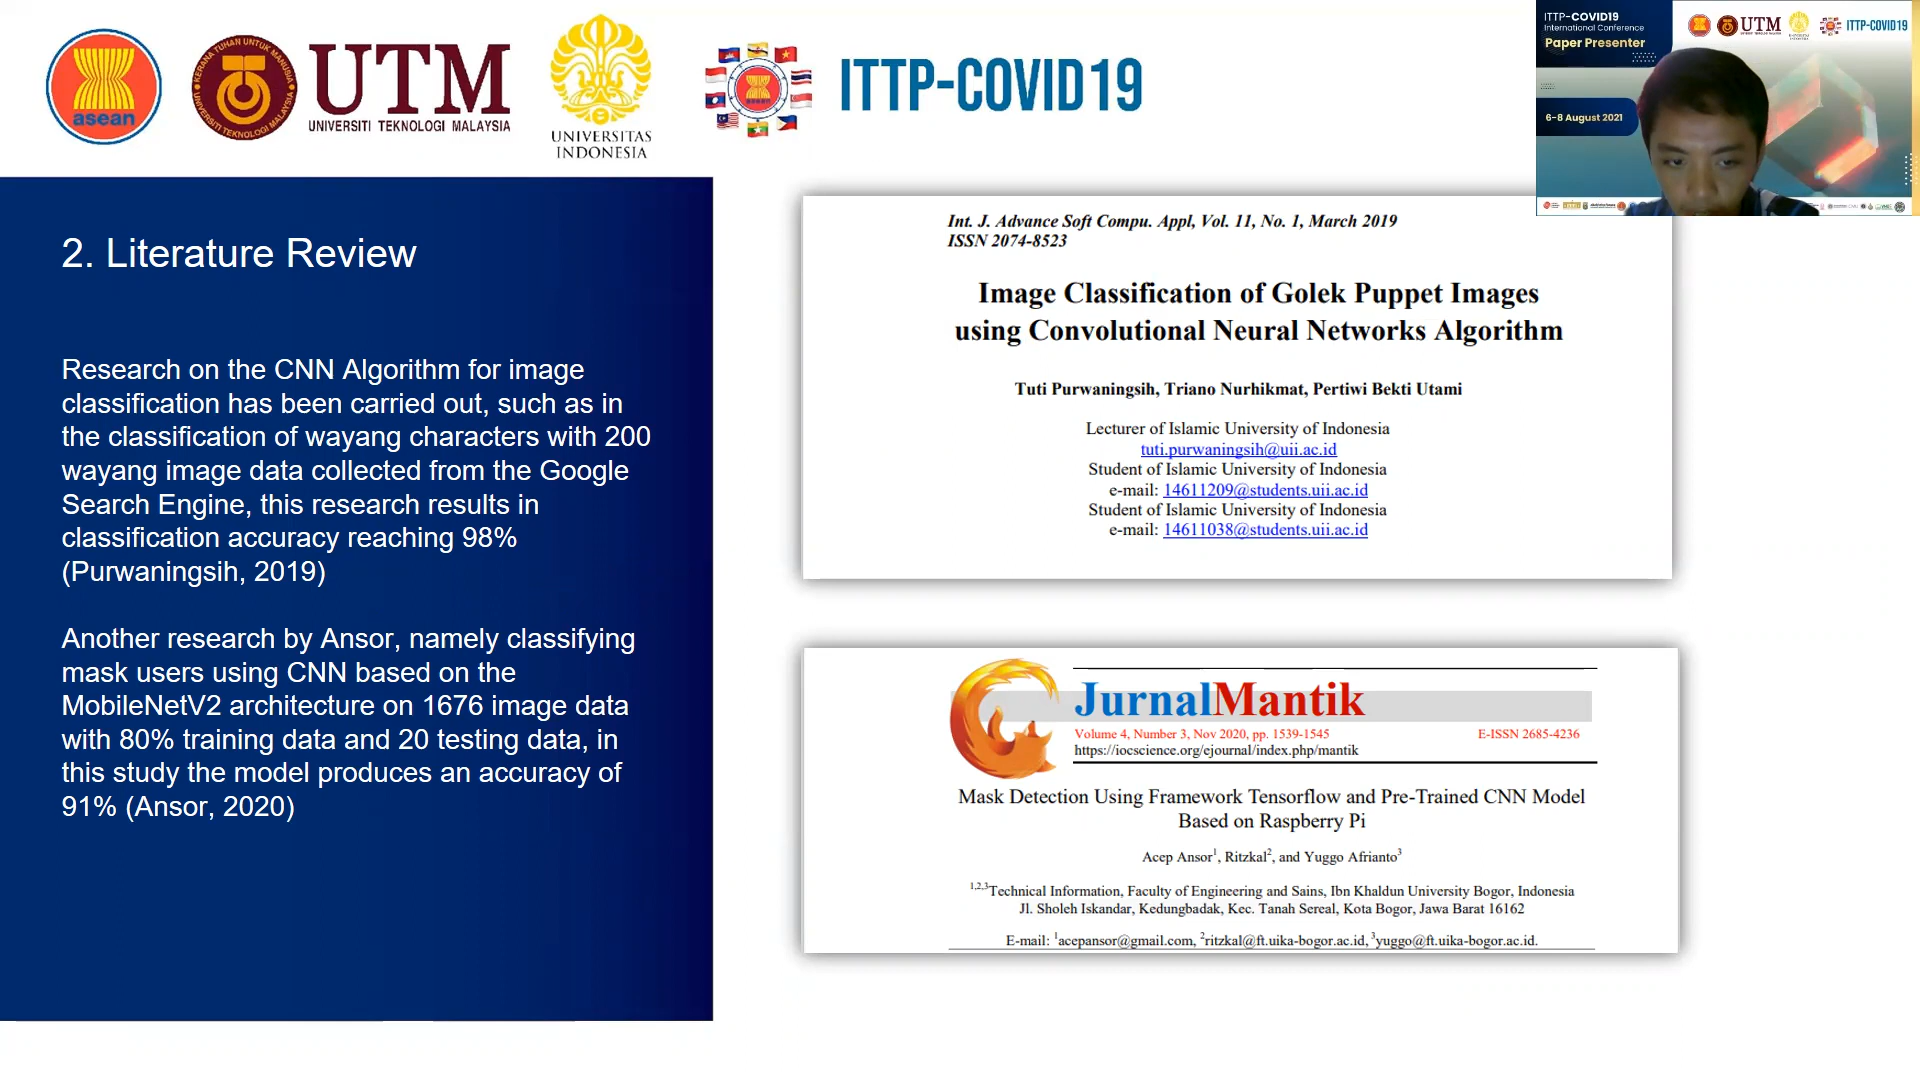 asean
KERANA TUHAN UNTUK MANUSIA
UNIVERSITI TEKNOLOGI MALAYSIA
UTM
UNIVERSITI TEKNOLOGI MALAYSIA
UNIVERSITAS
INDONESIA
asean
ITTP-COVID19
ITTP-COVID19
International Conference
Paper Presenter
6-8 August 2021
UTM
ITTP-COVID19
2. Literature Review
Research on the CNN Algorithm for image
classification has been carried out, such as in
the classification of wayang characters with 200
wayang image data collected from the Google
Search Engine, this research results in
classification accuracy reaching 98%
(Purwaningsih, 2019)
Another research by Ansor, namely classifying
mask users using CNN based on the
MobileNetV2 architecture on 1676 image data
with 80% training data and 20 testing data, in
this study the model produces an accuracy of
91% (Ansor, 2020)
Int. J. Advance Soft Compu. Appl, Vol. 11, No. 1, March 2019
ISSN 2074-8523
Image Classification of Golek Puppet Images
using Convolutional Neural Networks Algorithm
Tuti Purwaningsih, Triano Nurhikmat, Pertiwi Bekti Utami
Lecturer of Islamic University of Indonesia
tuti.purwaningsih@uii.ac.id
Student of Islamic University of Indonesia
e-mail: 14611209@students.uii.ac.id
Student of Islamic University of Indonesia
e-mail: 14611038@students.uii.ac.id
JurnalMantik
Volume 4, Number 3, Nov 2020, pp. 1539-1545 E-ISSN 2685-4236
https://iocscience.org/ejournal/index.php/mantik
Mask Detection Using Framework Tensorflow and Pre-Trained CNN Model
Based on Raspberry Pi
Acep Ansor1, Ritzkal2, and Yuggo Afrianto3
1,2,3Technical Information, Faculty of Engineering and Sains, Ibn Khaldun University Bogor, Indonesia
Jl. Sholeh Iskandar, Kedungbadak, Kec. Tanah Sereal, Kota Bogor, Jawa Barat 16162
E-mail: 1acepansor@gmail.com, 2ritzkal@ft.uika-bogor.ac.id, 3yuggo@ft.uika-bogor.ac.id.